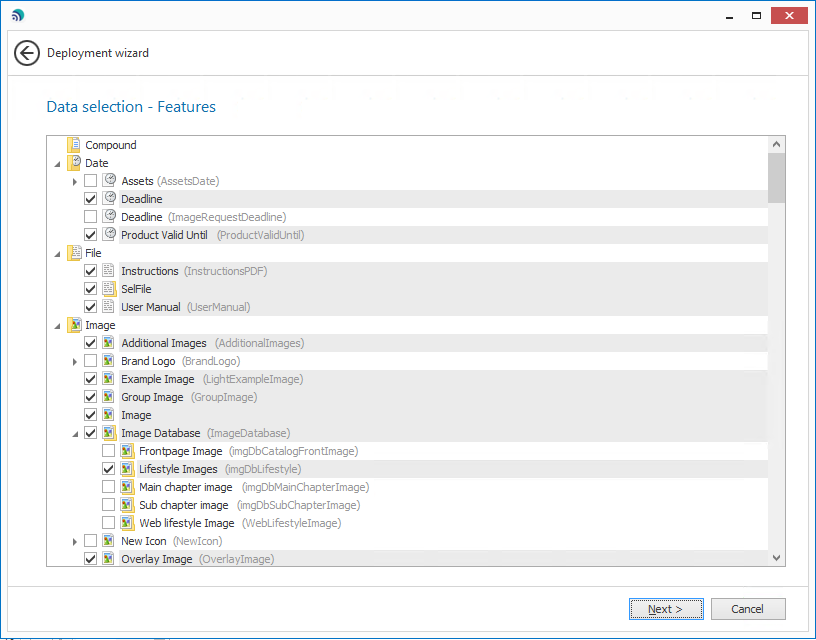 Deployment wizard
Data selection - Features
Compound
Date
Assets (AssetsDate)
Deadline
Deadline (ImageRequestDeadline)
Product Valid Until (ProductValidUntil)
File
Instructions (InstructionsPDF)
SelFile
User Manual (UserManual)
Image
Additional Images (AdditionalImages)
Brand Logo (BrandLogo)
Example Image (LightExampleImage)
Group Image (GroupImage)
Image
Image Database (ImageDatabase)
Frontpage Image (imgDbCatalogFrontImage)
Lifestyle Images (imgDbLifestyle)
Main chapter image (imgDbMainChapterImage)
Sub chapter image (imgDbSubChapterImage)
Web lifestyle Image (WebLifestyleImage)
New Icon (NewIcon)
Overlay Image (OverlayImage)
Next > Cancel